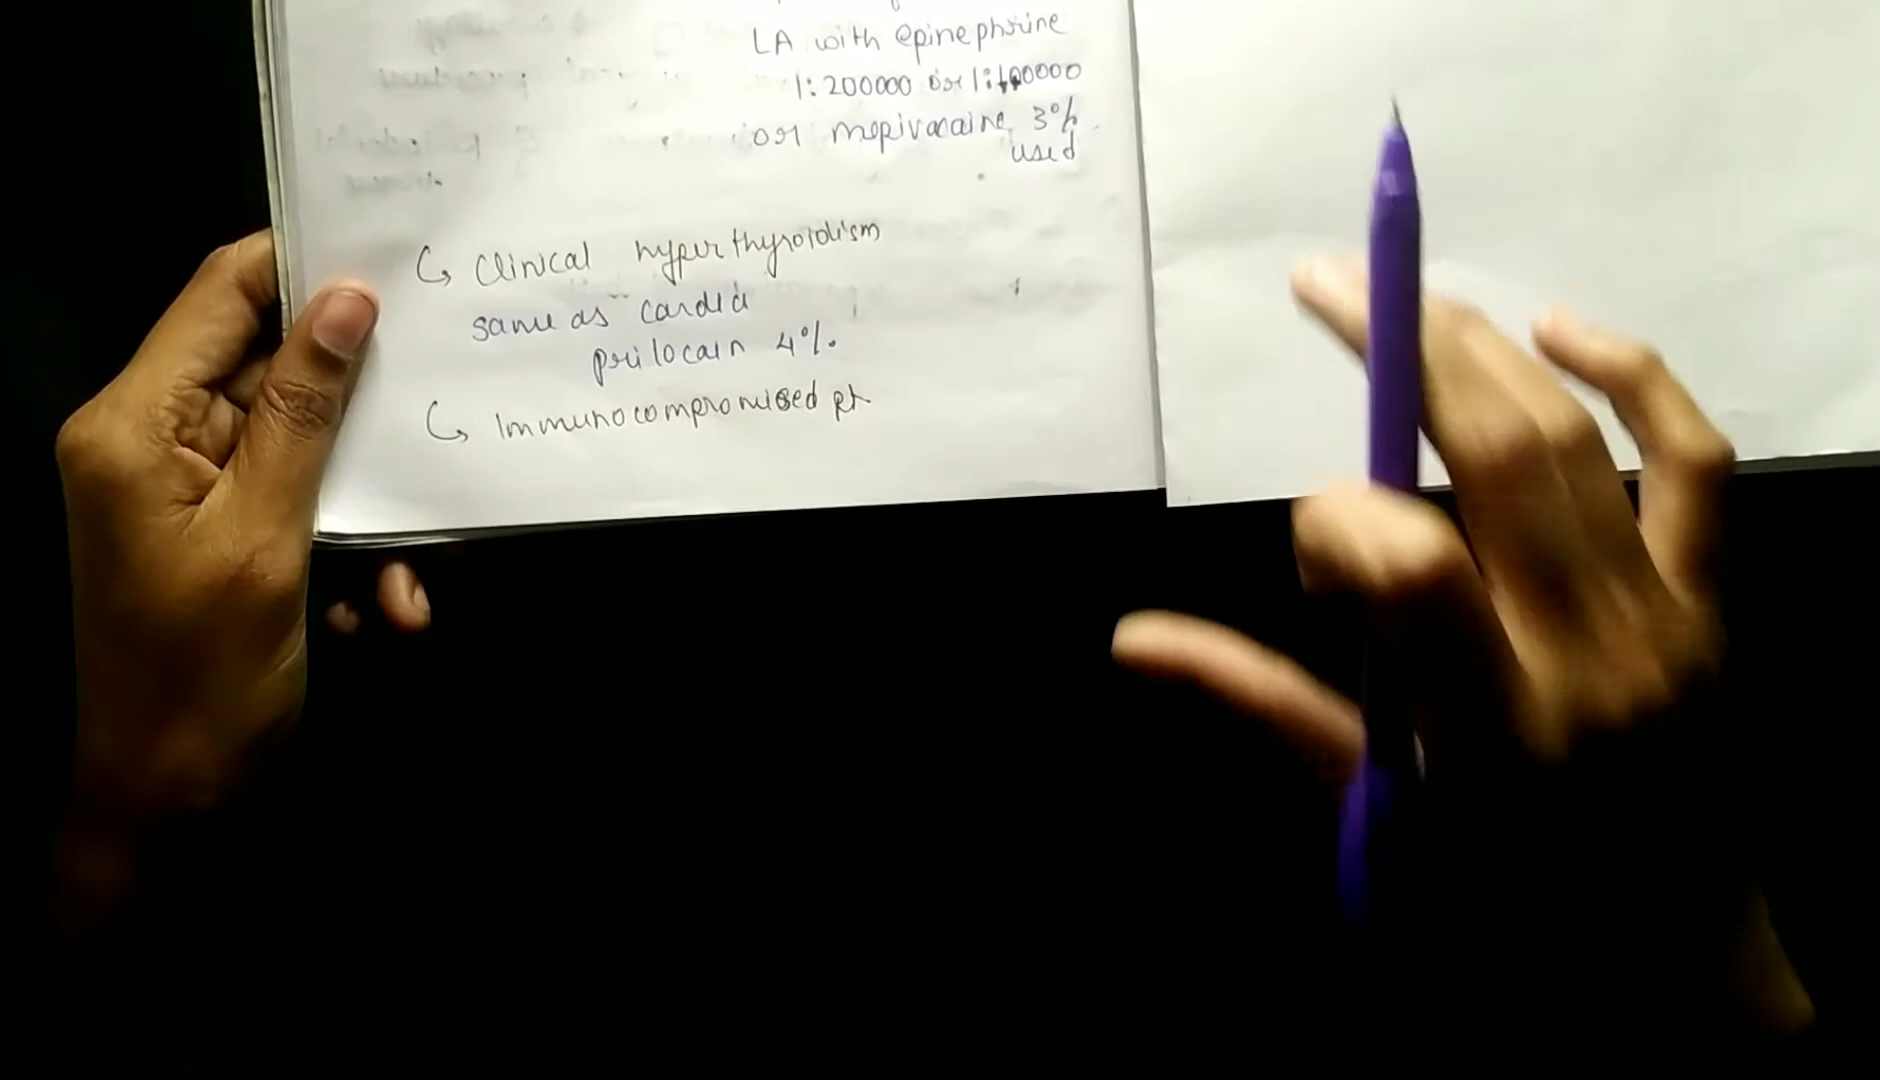 LA with epinephrine
1:200000 or 1:100000
or mepivacaine 3%
used
clinical hyperthyroidism
same as cardia
prilocain 4%.
Immunocompromised pt